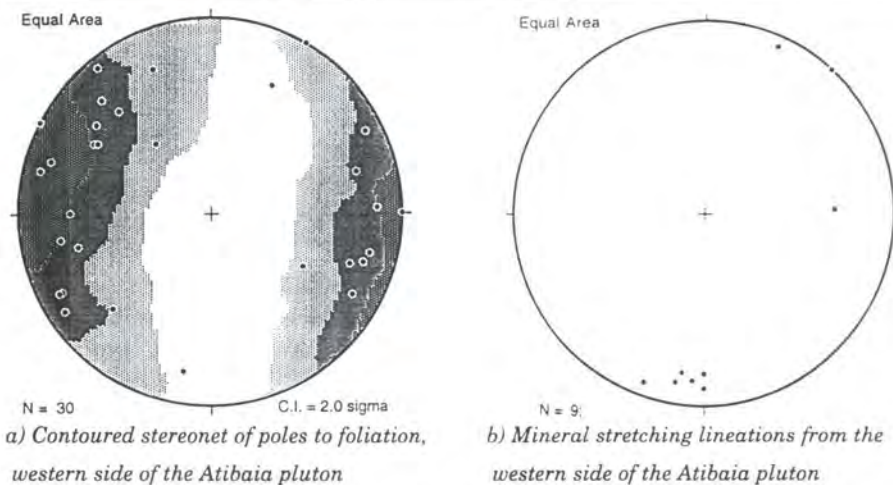 Equal Area
N = 30
C.I. = 2.0 sigma
a) Contoured stereonet of poles to foliation,
western side of the Atibaia pluton
Equal Area
N = 9;
b) Mineral stretching lineations from the
western side of the Atibaia pluton